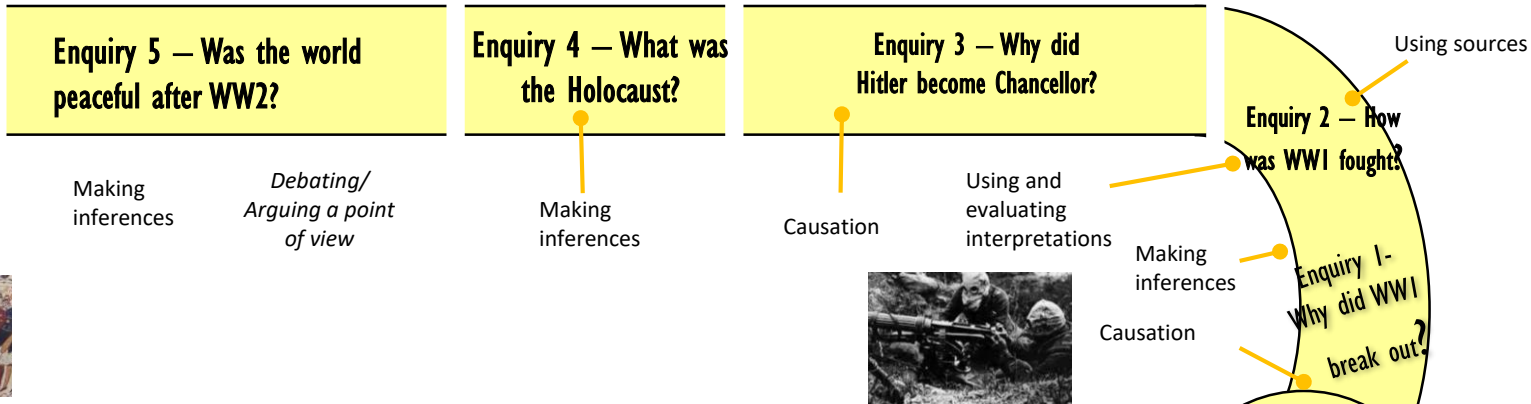 Enquiry 5 – Was the world
peaceful after WW2?
Enquiry 4 – What was
the Holocaust?
Enquiry 3 – Why did
Hitler become Chancellor?
Using sources
Enquiry 2 – How
was WW1 fought?
Making
inferences
Debating/
Arguing a point
of view
Making
inferences
Causation
Using and
evaluating
interpretations
Making
inferences
Enquiry 1-
Why did WW1
break out?
Causation